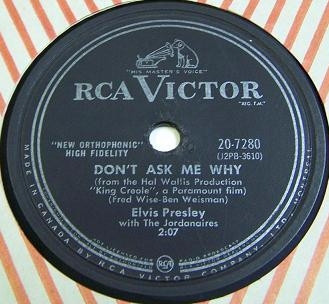 "HIS MASTER'S VOICE"
RCA VICTOR
"REG. T.M."
"NEW ORTHOPHONIC"
HIGH FIDELITY
20-7280
(J2PB-3610)
DON'T ASK ME WHY
(from the Hal Wallis Production
"King Creole", a Paramount film)
(Fred Wise-Ben Weisman)
Elvis Presley
with The Jordanaires
2:07
RCA
MADE IN CANADA BY
RCA VICTOR COMPANY, LTD., MONTREAL